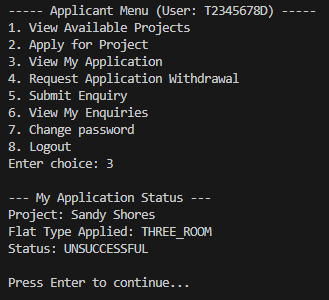 ----- Applicant Menu (User: T2345678D) -----
1. View Available Projects
2. Apply for Project
3. View My Application
4. Request Application Withdrawal
5. Submit Enquiry
6. View My Enquiries
7. Change password
8. Logout
Enter choice: 3
--- My Application Status ---
Project: Sandy Shores
Flat Type Applied: THREE_ROOM
Status: UNSUCCESSFUL
Press Enter to continue...